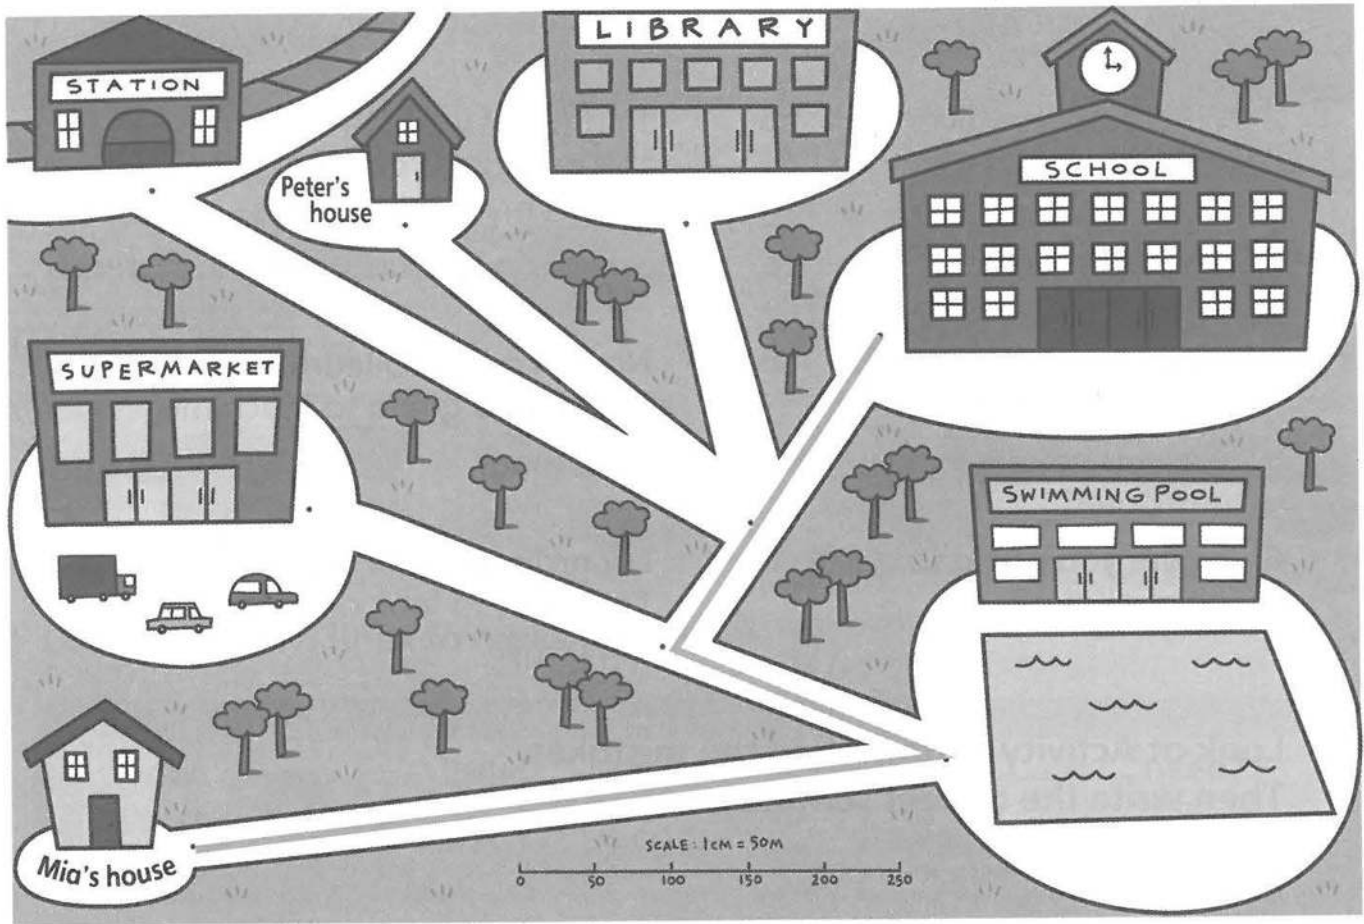 LIBRARY
STATION
SCHOOL
Peter's
house
SUPERMARKET
SWIMMING POOL
SCALE: 1CM = 50M
0 50 100 150 200 250
Mia's house